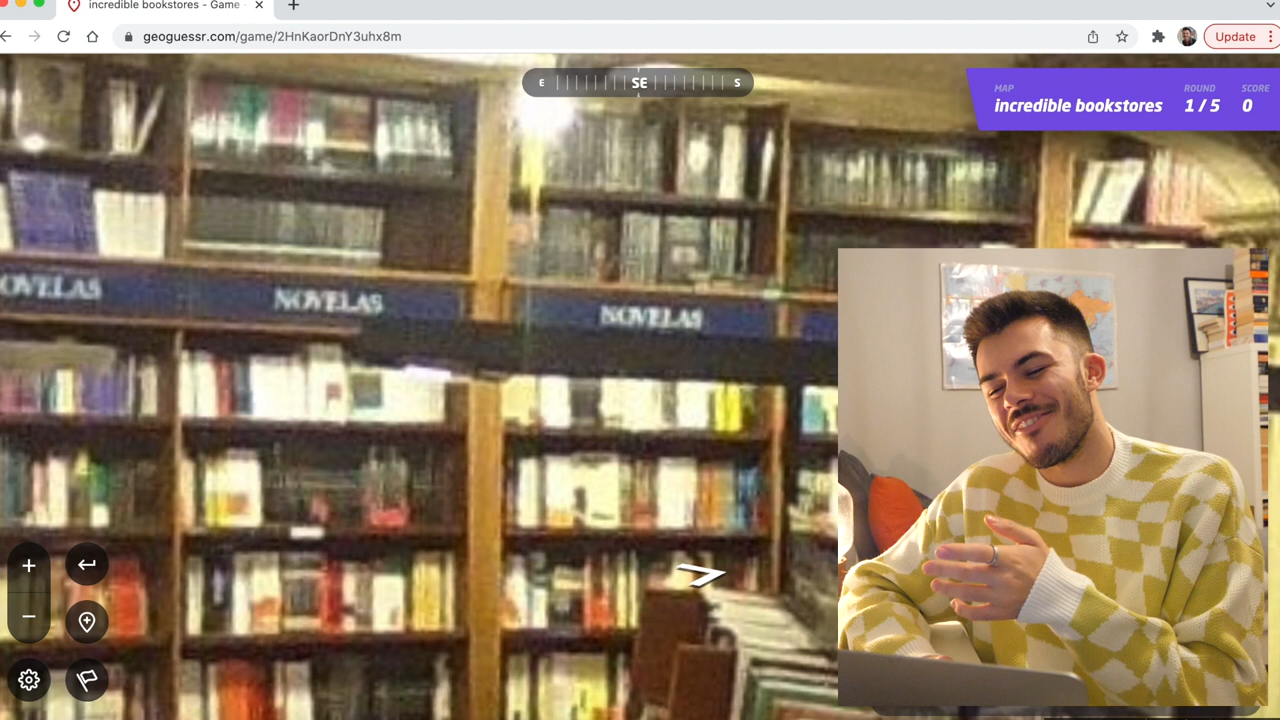 incredible bookstores - Game
geoguessr.com/game/2HnKaorDnY3uhx8m
Update
E SE S
MAP ROUND SCORE
incredible bookstores 1 / 5 0
OVELAS NOVELAS NOVELAS